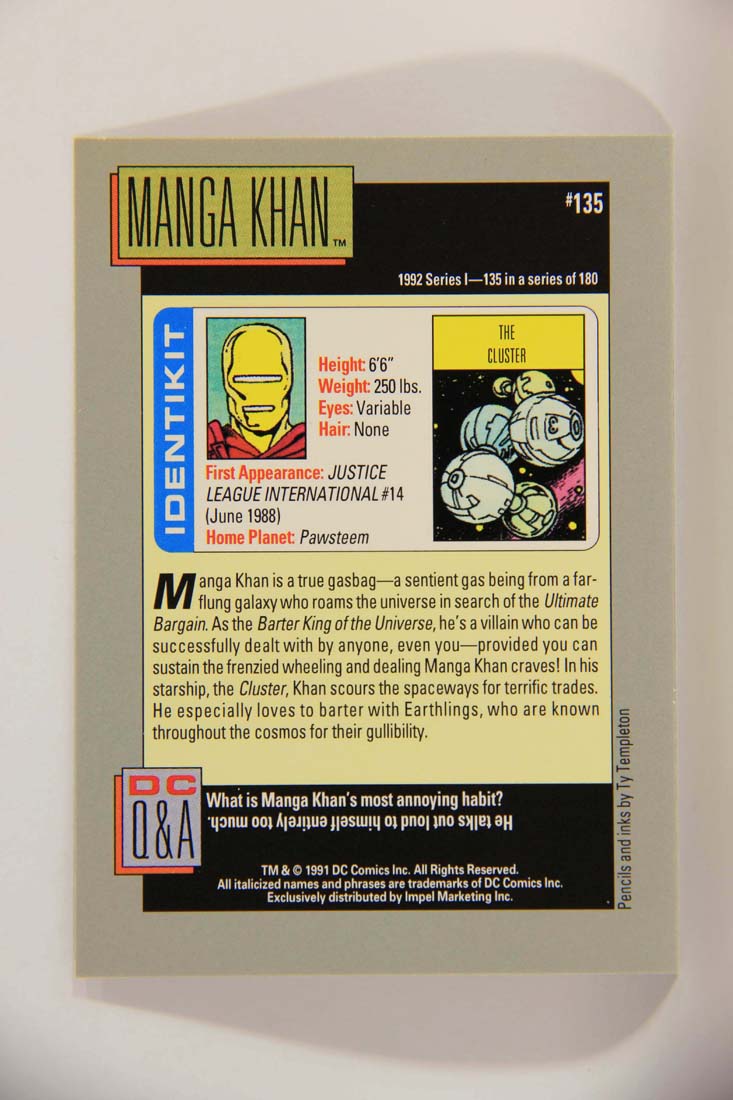 MANGA KHAN™
#135
1992 Series I—135 in a series of 180
IDENTIKIT
Height: 6'6"
Weight: 250 lbs.
Eyes: Variable
Hair: None
First Appearance: JUSTICE
LEAGUE INTERNATIONAL #14
(June 1988)
Home Planet: Pawsteem
THE
CLUSTER
Manga Khan is a true gasbag—a sentient gas being from a far-
flung galaxy who roams the universe in search of the Ultimate
Bargain. As the Barter King of the Universe, he's a villain who can be
successfully dealt with by anyone, even you—provided you can
sustain the frenzied wheeling and dealing Manga Khan craves! In his
starship, the Cluster, Khan scours the spaceways for terrific trades.
He especially loves to barter with Earthlings, who are known
throughout the cosmos for their gullibility.
DC
Q&A
What is Manga Khan's most annoying habit?
He talks out loud to himself entirely too much.
TM & © 1991 DC Comics Inc. All Rights Reserved.
All italicized names and phrases are trademarks of DC Comics Inc.
Exclusively distributed by Impel Marketing Inc.
Pencils and inks by Ty Templeton